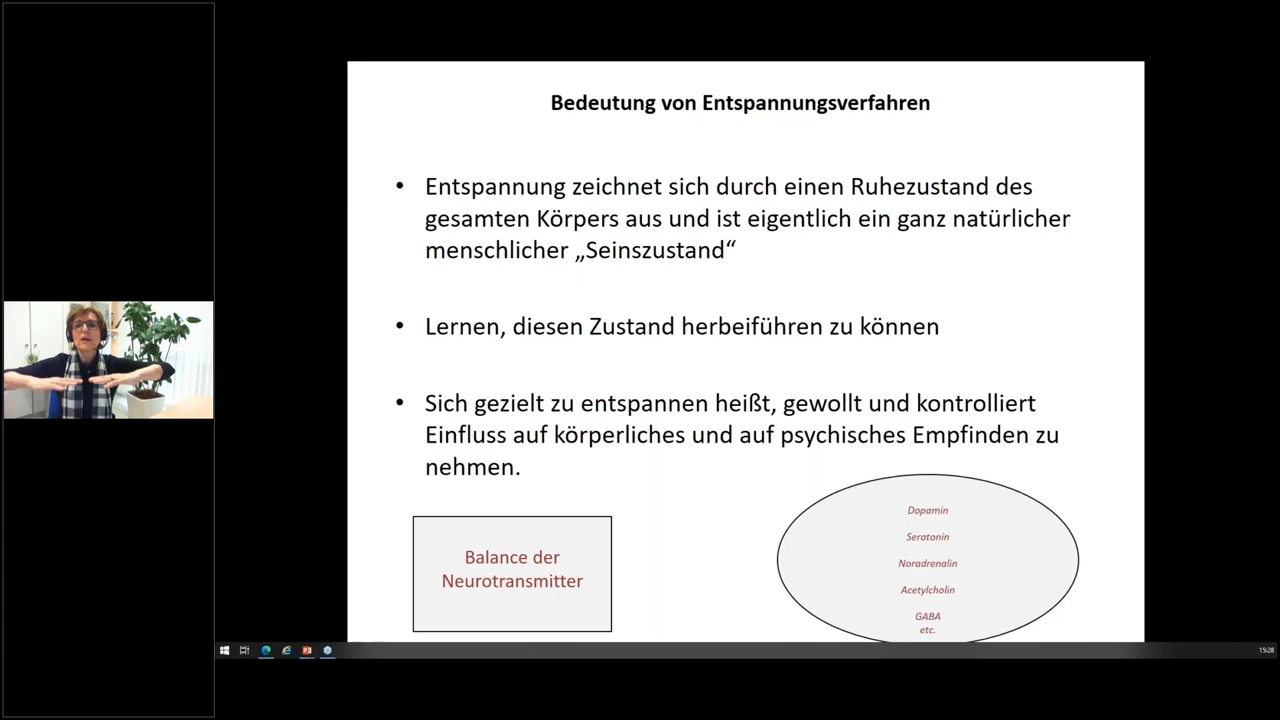 Bedeutung von Entspannungsverfahren
• Entspannung zeichnet sich durch einen Ruhezustand des
gesamten Körpers aus und ist eigentlich ein ganz natürlicher
menschlicher „Seinszustand“
• Lernen, diesen Zustand herbeiführen zu können
• Sich gezielt zu entspannen heißt, gewollt und kontrolliert
Einfluss auf körperliches und auf psychisches Empfinden zu
nehmen.
Balance der
Neurotransmitter
Dopamin
Serotonin
Noradrenalin
Acetylcholin
GABA
etc.
15:28